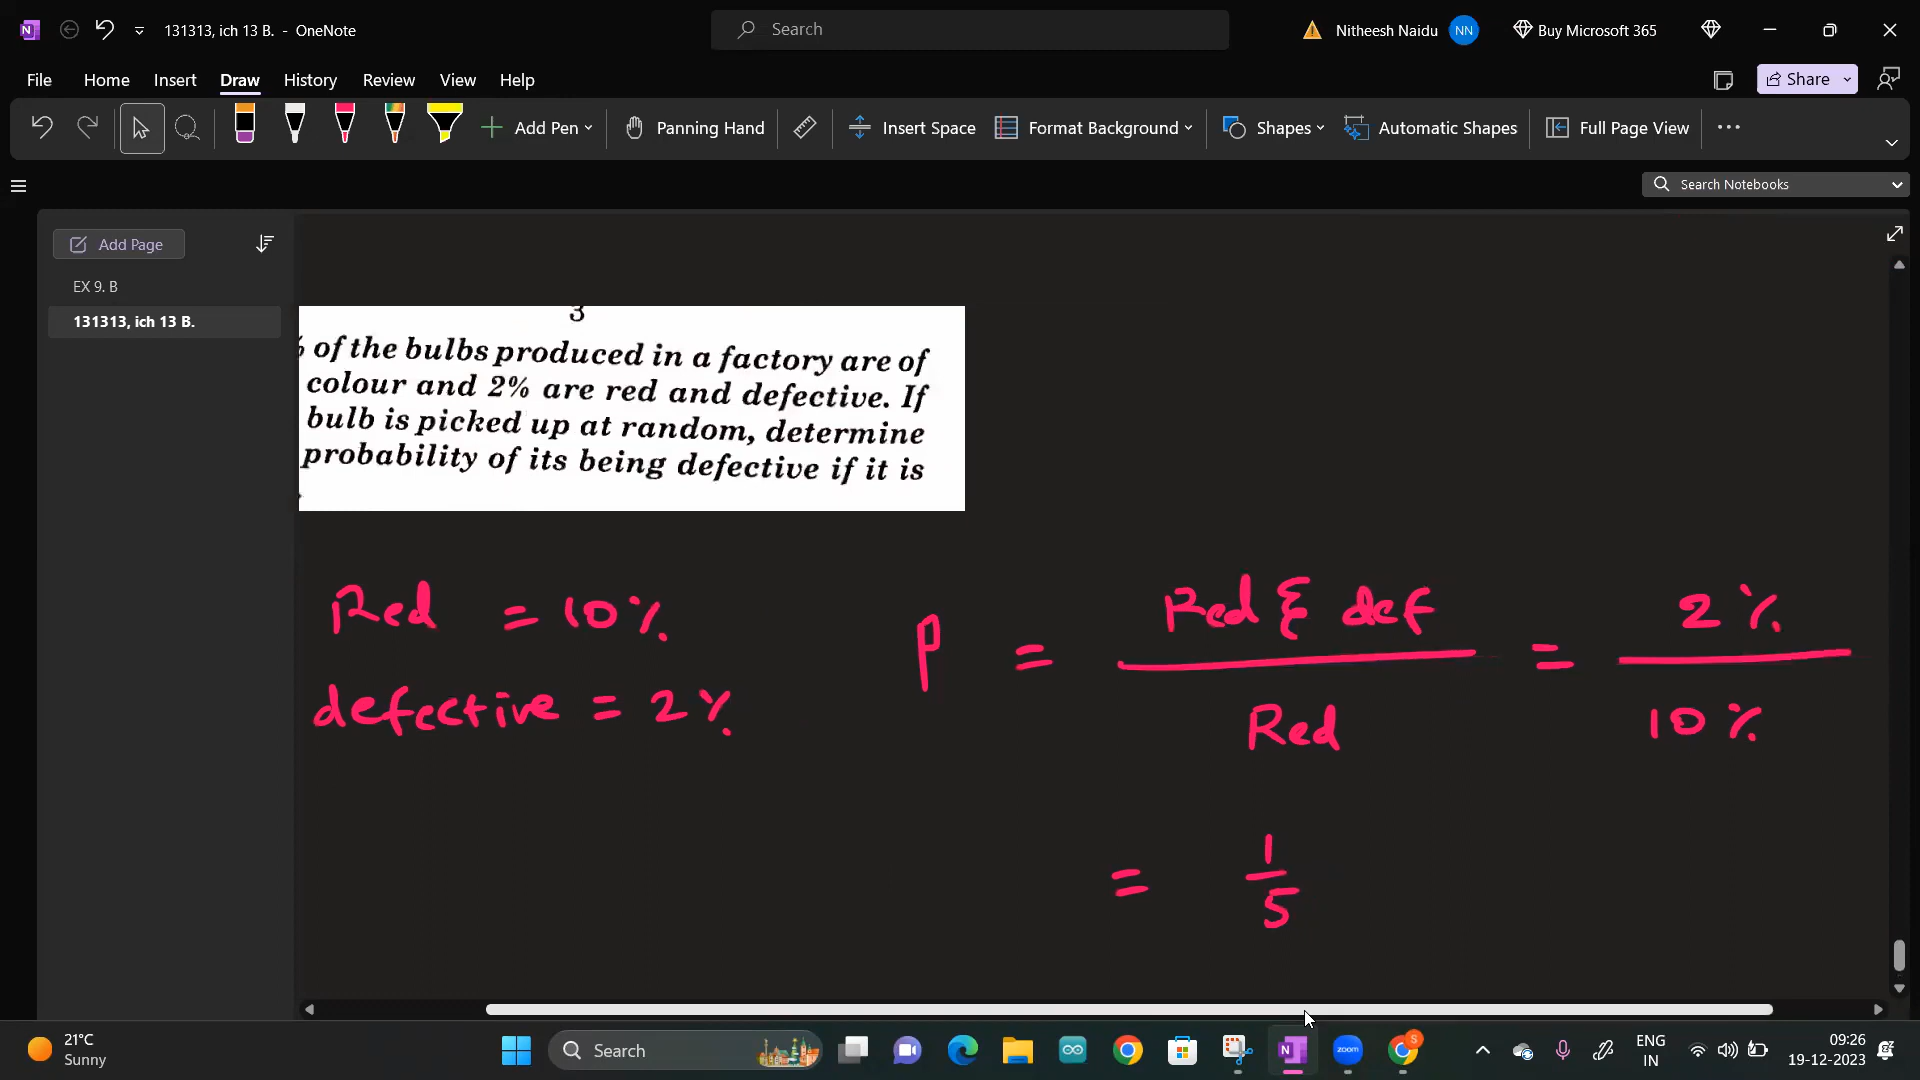 131313, ich 13 B. - OneNote
Search
Nitheesh Naidu
NN
Buy Microsoft 365
File Home Insert Draw History Review View Help
Share
Add Pen
Panning Hand
Insert Space
Format Background
Shapes
Automatic Shapes
Full Page View
Search Notebooks
Add Page
EX 9. B
131313, ich 13 B.
3
% of the bulbs produced in a factory are of
colour and 2% are red and defective. If
bulb is picked up at random, determine
probability of its being defective if it is
Red = 10%
defective = 2%
P = Red & def / Red = 2% / 10%
= 1/5
21°C
Sunny
Search
zoom
S
ENG
IN
09:26
19-12-2023